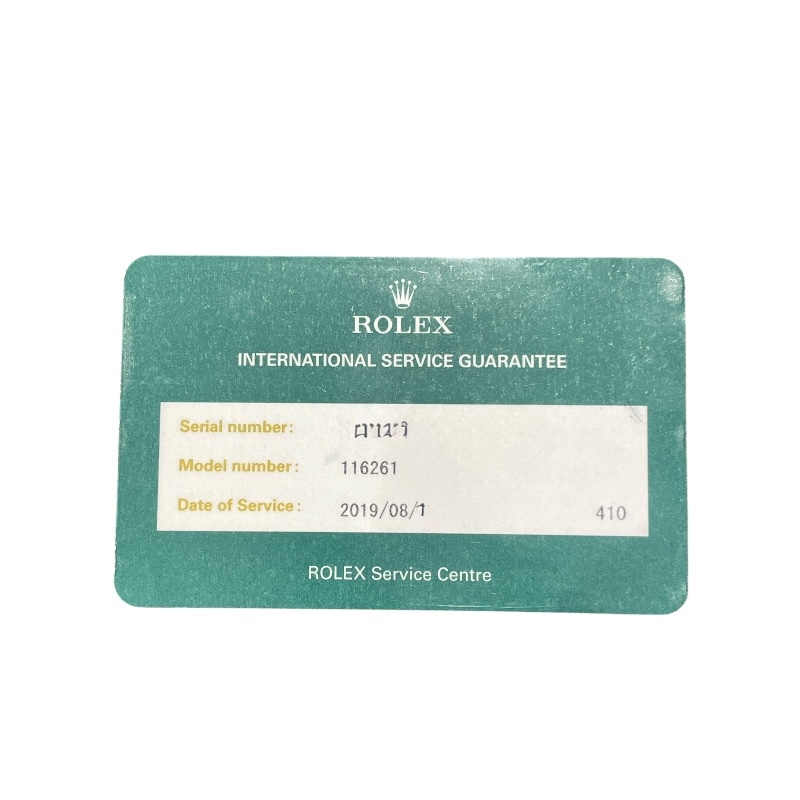 ROLEX
INTERNATIONAL SERVICE GUARANTEE
Serial number:
Model number: 116261
Date of Service: 2019/08/1
410
ROLEX Service Centre